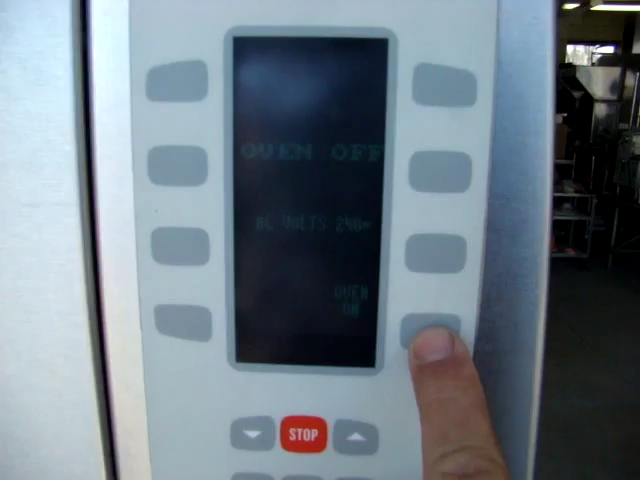 OVEN OFF
AC VOLTS 240~
OVEN
ON
STOP